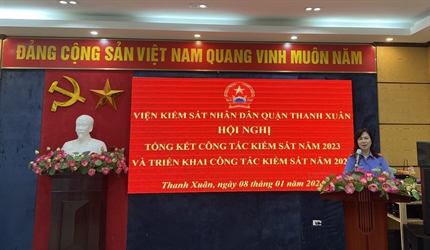 ĐẢNG CỘNG SẢN VIỆT NAM QUANG VINH MUÔN NĂM
VIỆN KIỂM SÁT NHÂN DÂN QUẬN THANH XUÂN
HỘI NGHỊ
TỔNG KẾT CÔNG TÁC KIỂM SÁT NĂM 2023
VÀ TRIỂN KHAI CÔNG TÁC KIỂM SÁT NĂM 202
Thanh Xuân, ngày 08 tháng 01 năm 202